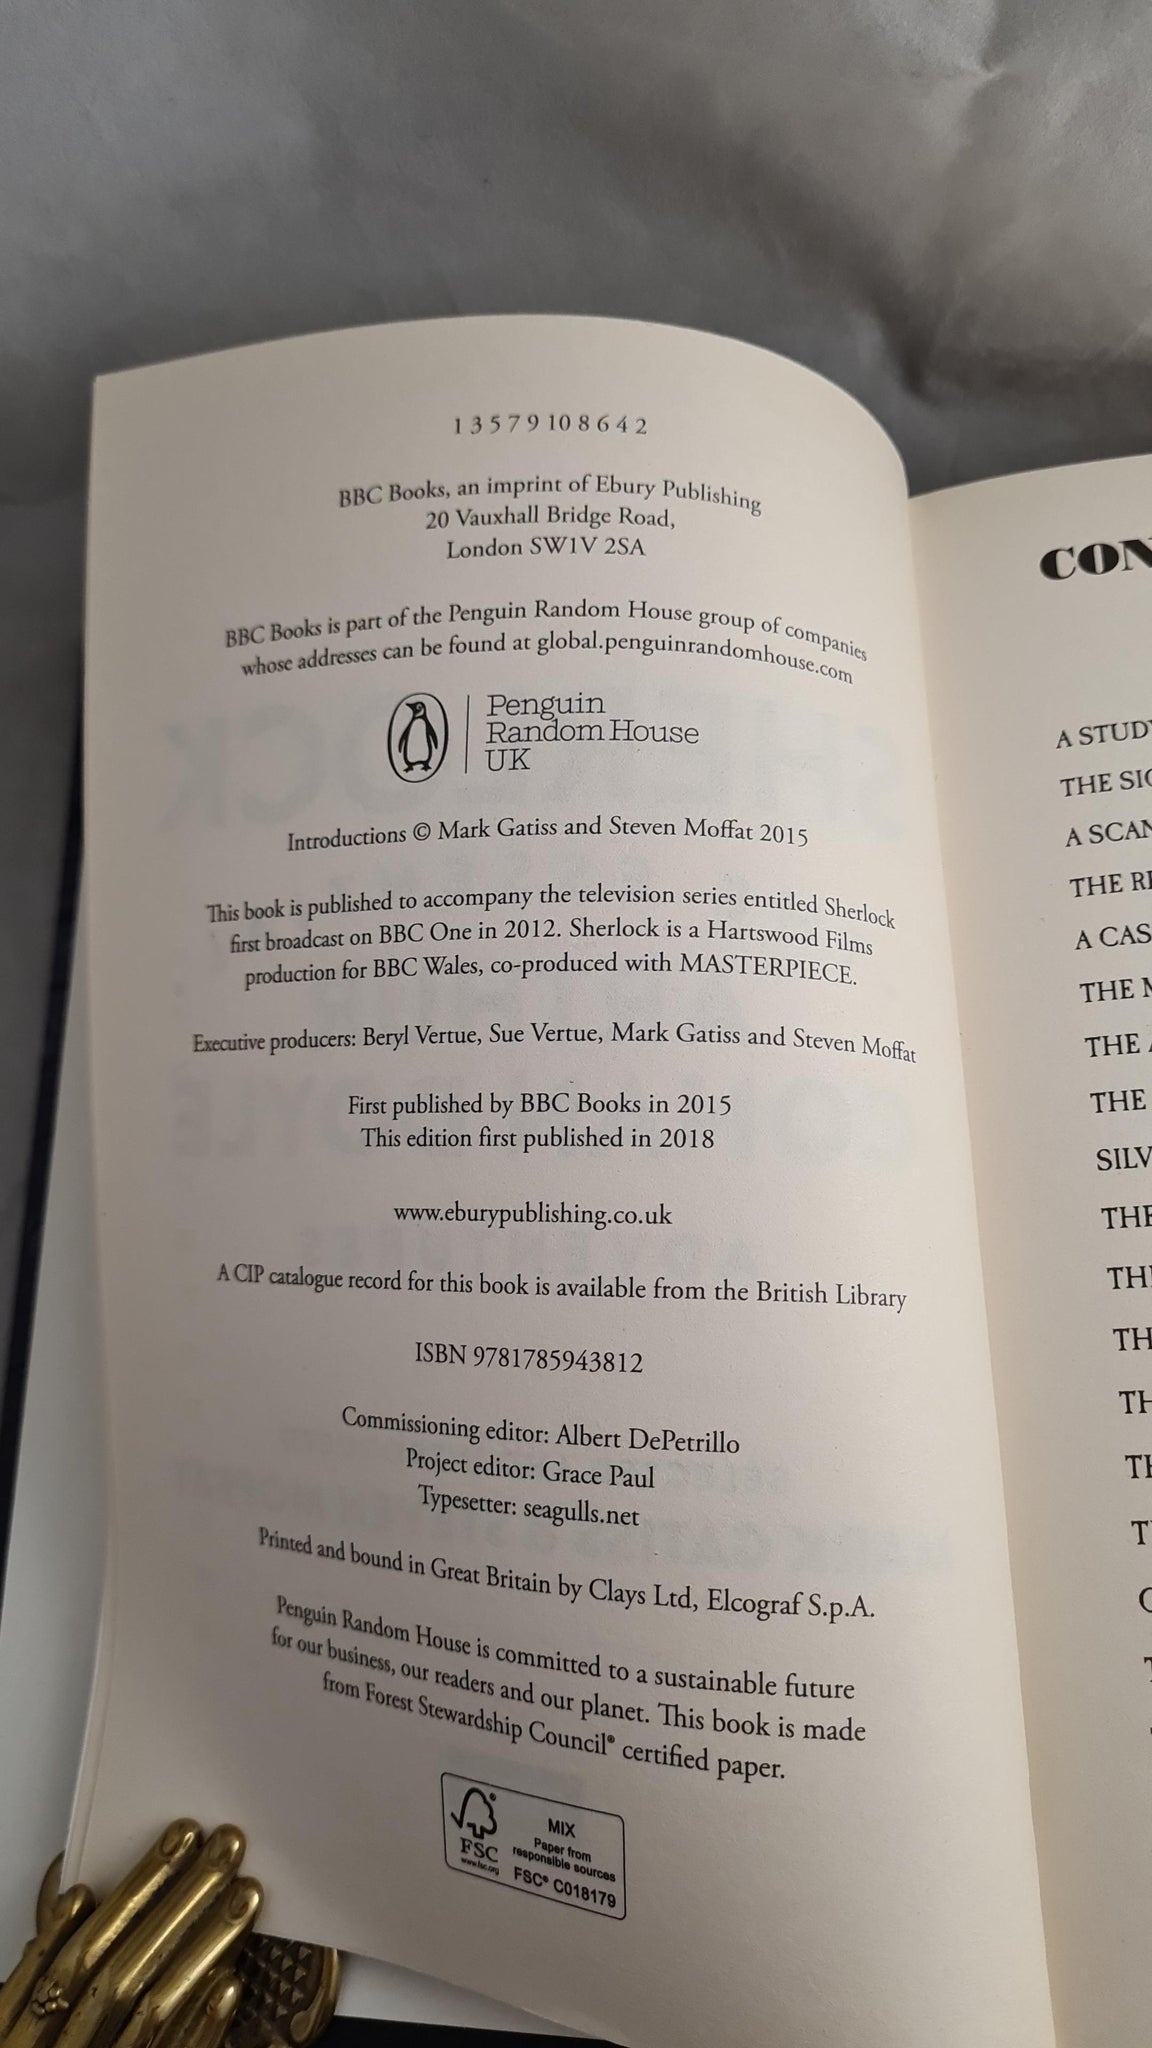 1 3 5 7 9 10 8 6 4 2
BBC Books, an imprint of Ebury Publishing
20 Vauxhall Bridge Road,
London SW1V 2SA
BBC Books is part of the Penguin Random House group of companies
whose addresses can be found at global.penguinrandomhouse.com
Penguin
Random House
UK
Introductions © Mark Gatiss and Steven Moffat 2015
This book is published to accompany the television series entitled Sherlock
first broadcast on BBC One in 2012. Sherlock is a Hartswood Films
production for BBC Wales, co-produced with MASTERPIECE.
Executive producers: Beryl Vertue, Sue Vertue, Mark Gatiss and Steven Moffat
First published by BBC Books in 2015
This edition first published in 2018
www.eburypublishing.co.uk
A CIP catalogue record for this book is available from the British Library
ISBN 9781785943812
Commissioning editor: Albert DePetrillo
Project editor: Grace Paul
Typesetter: seagulls.net
Printed and bound in Great Britain by Clays Ltd, Elcograf S.p.A.
Penguin Random House is committed to a sustainable future
for our business, our readers and our planet. This book is made
from Forest Stewardship Council® certified paper.
FSC
www.fsc.org
MIX
Paper from
responsible sources
FSC® C018179
CON
A STUDY
THE SIG
A SCAN
THE RE
A CAS
THE M
THE A
THE
SILV
THE
THE
TH
TH
TH
T